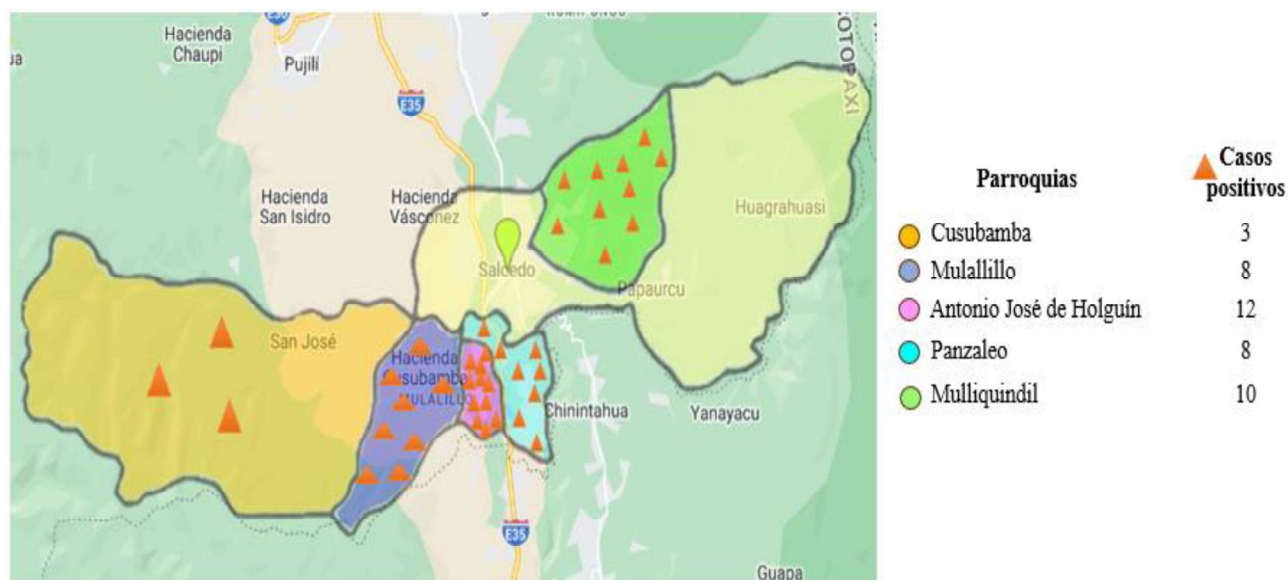 E30
Hacienda
Chaupi
Pujilí
E35
COTOPAXI
Hacienda
San Isidro
Hacienda
Vásconez
Huagrahuasi
Salcedo
Papaurcu
San José
Hacienda
Cusubamba
MULALILLO
Chinintahua
Yanayacu
E35
Guapa
Parroquias
Casos
positivos
Cusubamba 3
Mulallillo 8
Antonio José de Holguín 12
Panzaleo 8
Mulliquindil 10